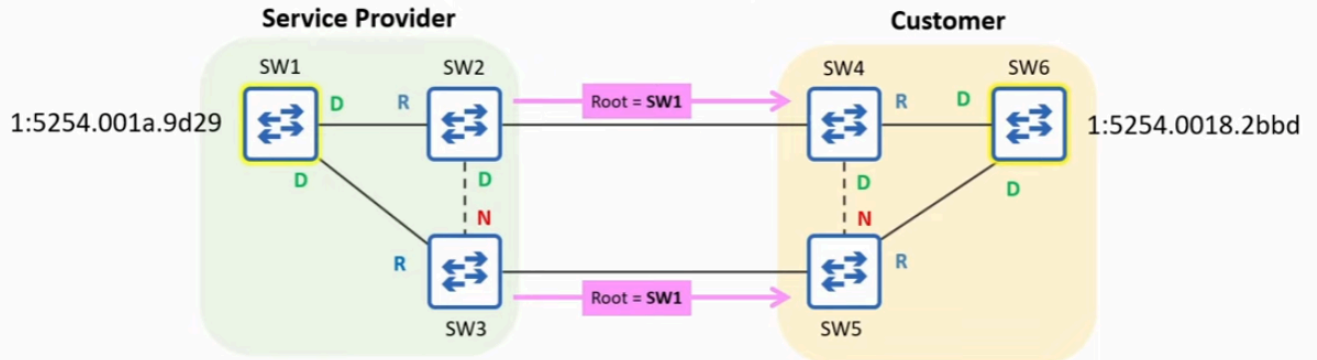 Service Provider
Customer
SW1
SW2
SW4
SW6
1:5254.001a.9d29
D
R
Root = SW1
R
D
1:5254.0018.2bbd
D
D
D
D
N
N
R
R
Root = SW1
SW3
SW5